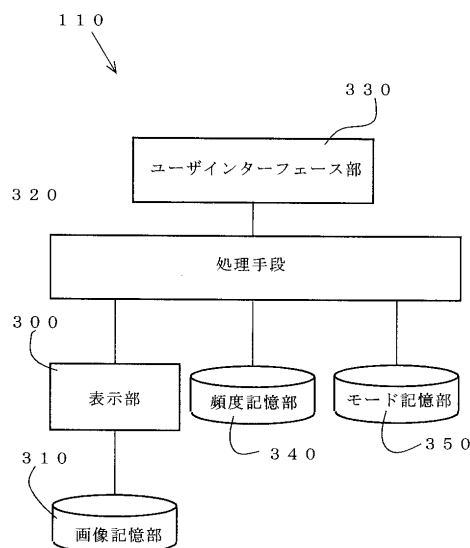 １１０
３３０
ユーザインターフェース部
３２０
処理手段
３００
表示部
頻度記憶部
モード記憶部
３４０
３５０
３１０
画像記憶部